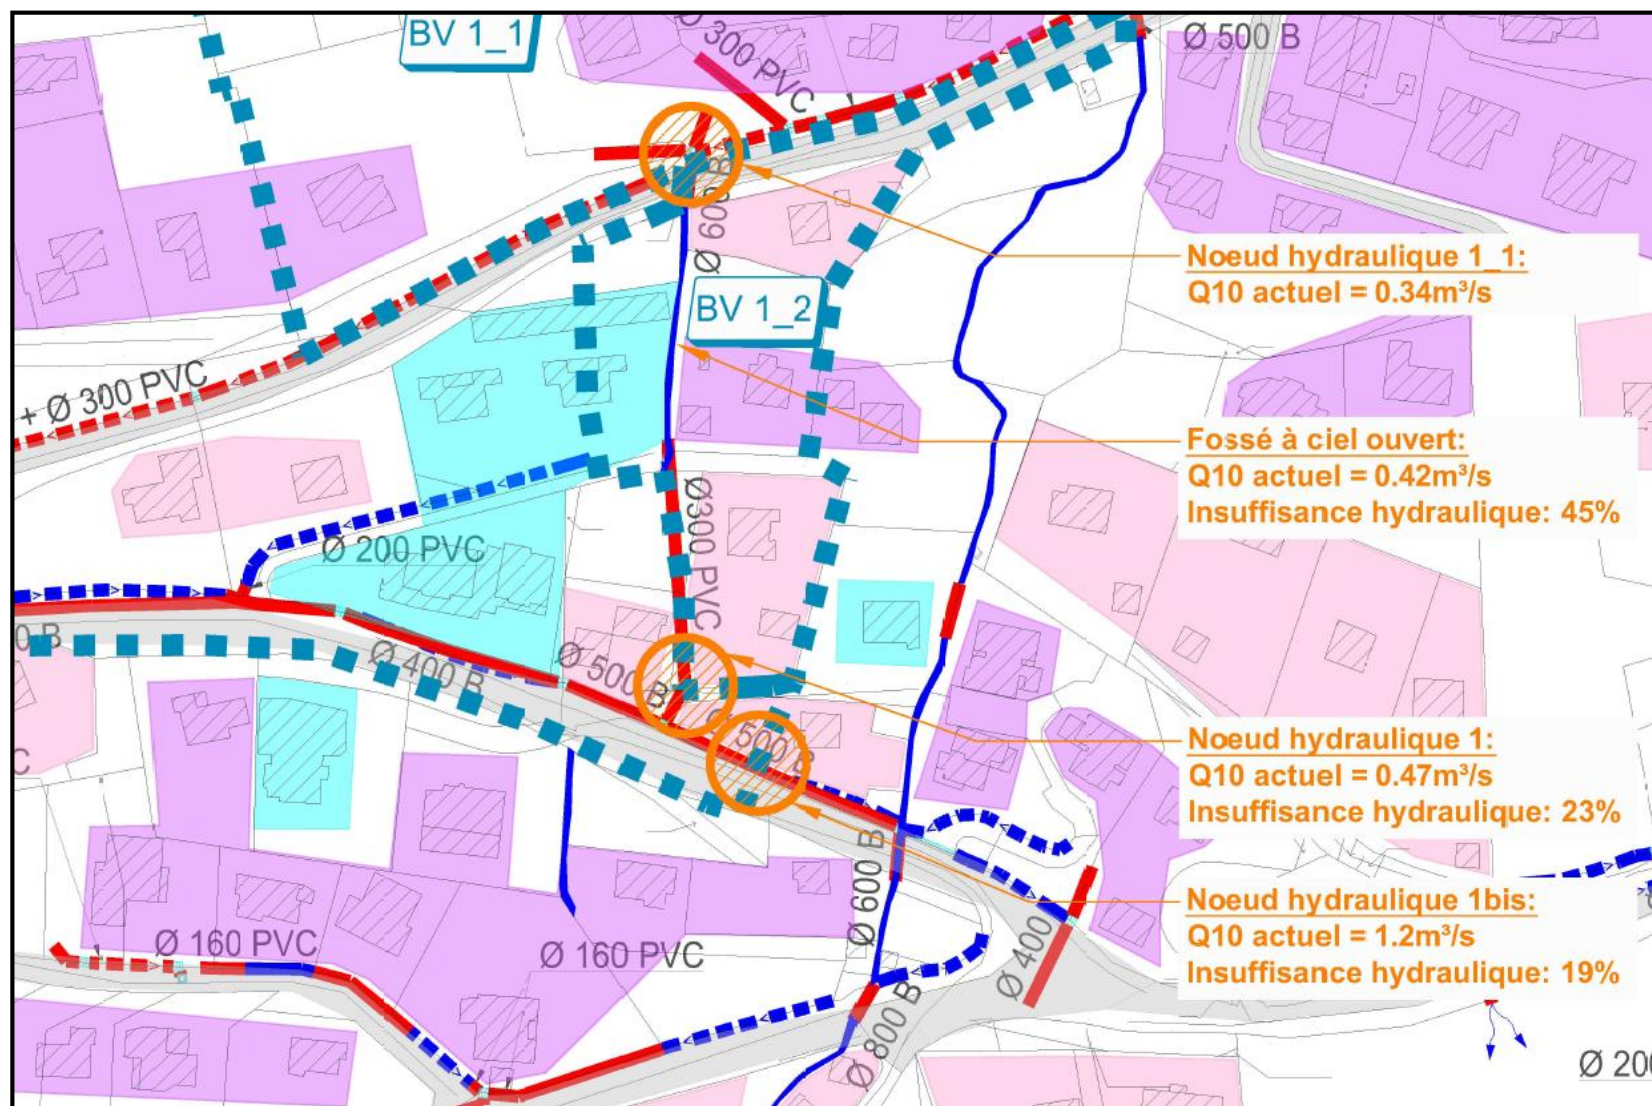 BV 1_1
Ø 300 PVC
Ø 500 B
Ø 600 B
Noeud hydraulique 1_1:
Q10 actuel = 0.34m³/s
BV 1_2
+ Ø 300 PVC
Fossé à ciel ouvert:
Q10 actuel = 0.42m³/s
Insuffisance hydraulique: 45%
Ø300 PVC
Ø 200 PVC
0 B
Ø 400 B
Ø 500 B
Ø 500 B
C
Noeud hydraulique 1:
Q10 actuel = 0.47m³/s
Insuffisance hydraulique: 23%
Ø 600 B
Noeud hydraulique 1bis:
Q10 actuel = 1.2m³/s
Insuffisance hydraulique: 19%
Ø 160 PVC
Ø 160 PVC
Ø 400
Ø 800 B
Ø 200